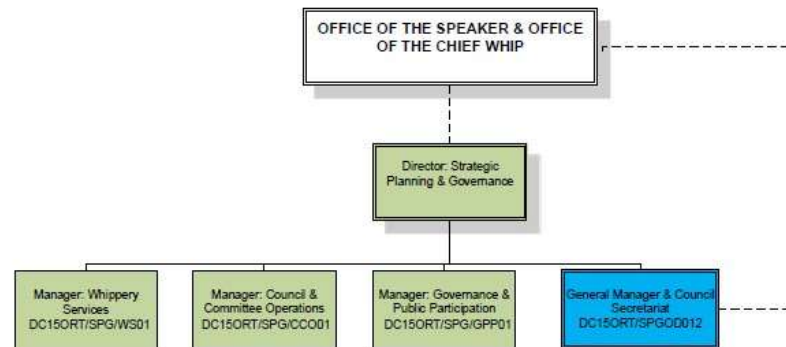 OFFICE OF THE SPEAKER & OFFICE
OF THE CHIEF WHIP
Director: Strategic
Planning & Governance
Manager: Whippery
Services
DC15ORT/SPG/WS01
Manager: Council &
Committee Operations
DC15ORT/SPG/CCO01
Manager: Governance &
Public Participation
DC15ORT/SPG/GPP01
General Manager & Council
Secretariat
DC15ORT/SPGOD012